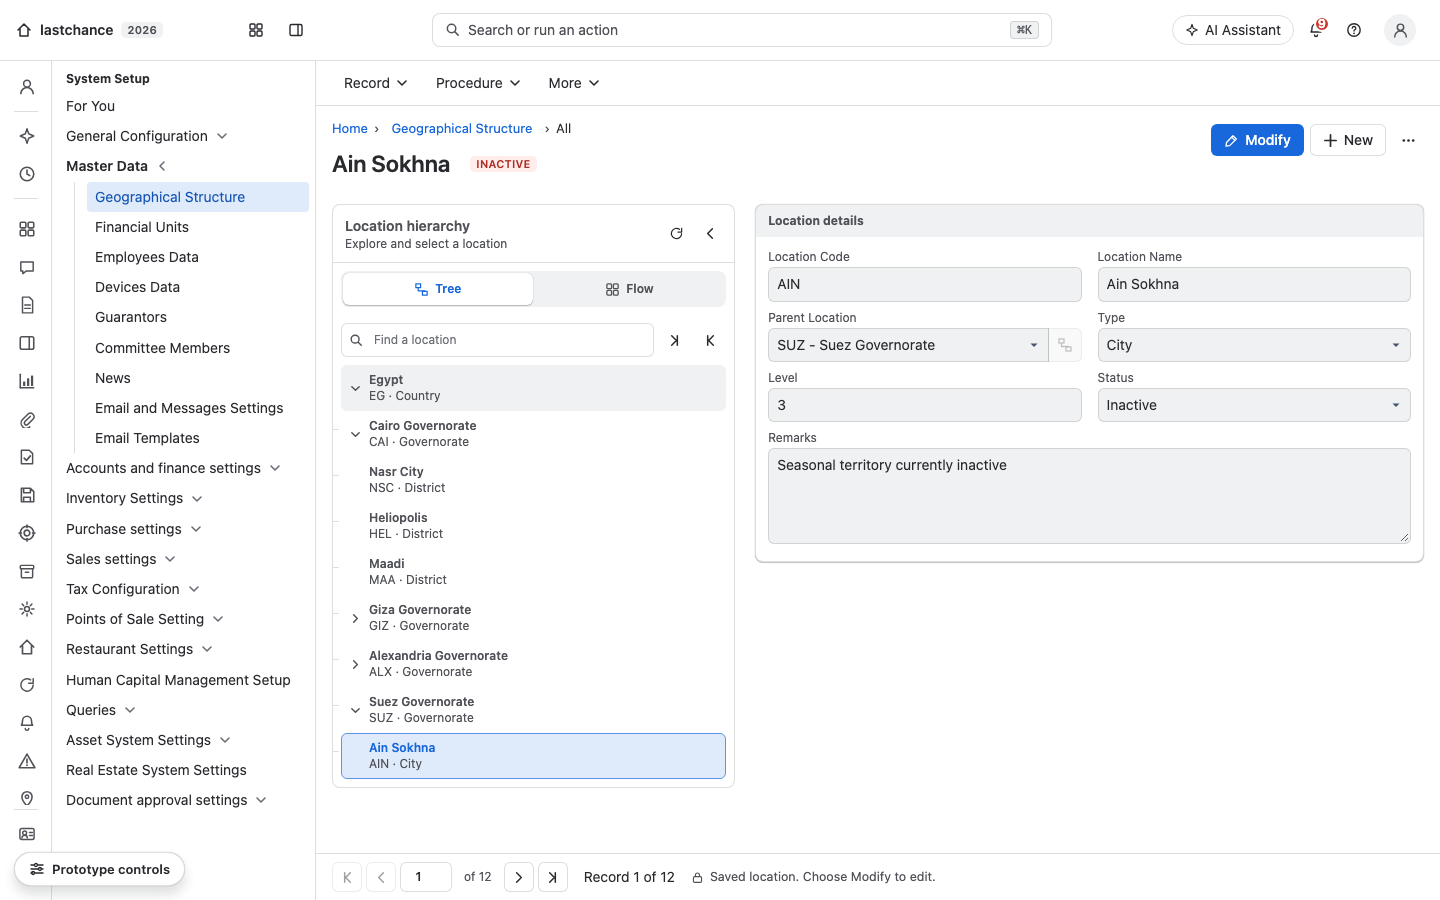 lastchance 2026
Search or run an action ⌘K
AI Assistant
9
System Setup
For You
General Configuration
Master Data
Geographical Structure
Financial Units
Employees Data
Devices Data
Guarantors
Committee Members
News
Email and Messages Settings
Email Templates
Accounts and finance settings
Inventory Settings
Purchase settings
Sales settings
Tax Configuration
Points of Sale Setting
Restaurant Settings
Human Capital Management Setup
Queries
Asset System Settings
Real Estate System Settings
Document approval settings
Prototype controls
Record Procedure More
Home › Geographical Structure › All
Ain Sokhna INACTIVE
Modify
New
Location hierarchy
Explore and select a location
Tree Flow
Find a location
Egypt
EG · Country
Cairo Governorate
CAI · Governorate
Nasr City
NSC · District
Heliopolis
HEL · District
Maadi
MAA · District
Giza Governorate
GIZ · Governorate
Alexandria Governorate
ALX · Governorate
Suez Governorate
SUZ · Governorate
Ain Sokhna
AIN · City
Location details
Location Code
AIN
Location Name
Ain Sokhna
Parent Location
SUZ - Suez Governorate
Type
City
Level
3
Status
Inactive
Remarks
Seasonal territory currently inactive
1 of 12 Record 1 of 12 Saved location. Choose Modify to edit.